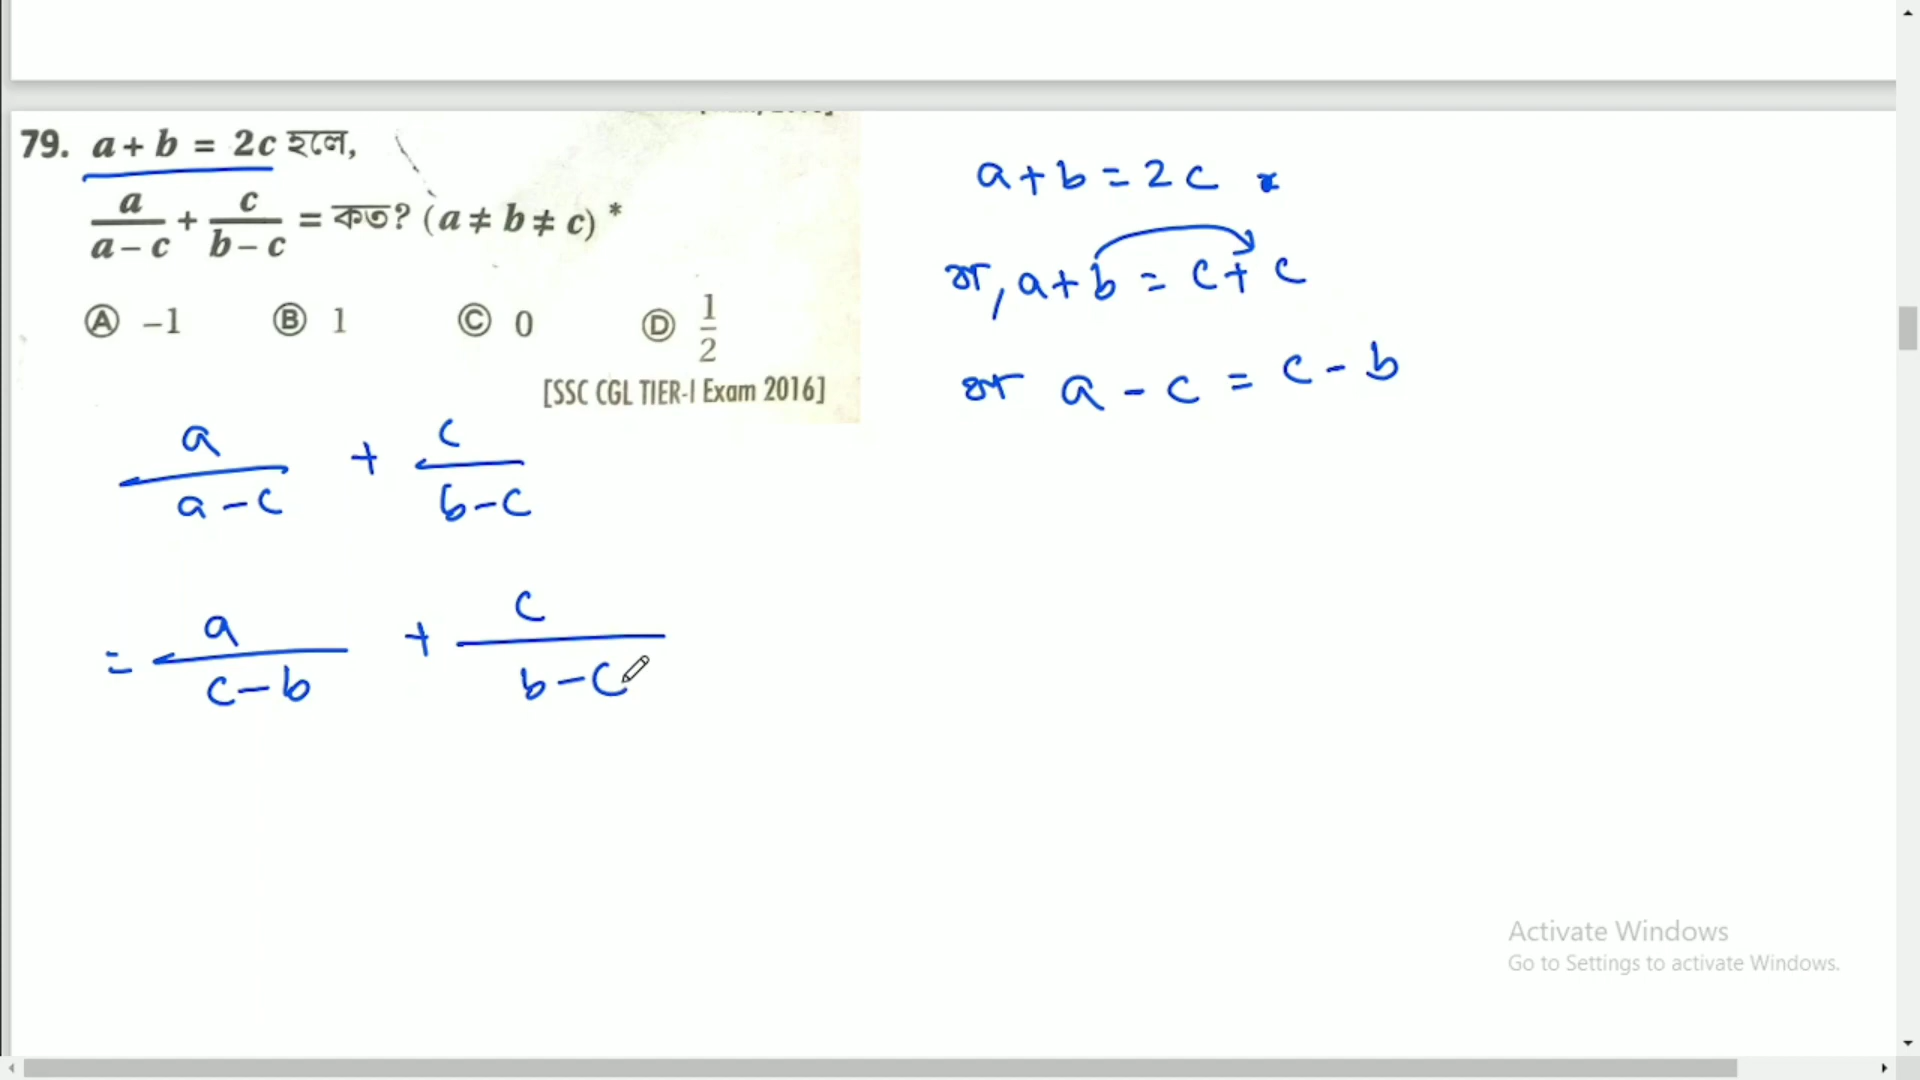 79. a + b = 2c হলে,
a/(a – c) + c/(b – c) = কত? (a ≠ b ≠ c) *
Ⓐ –1 Ⓑ 1 Ⓒ 0 Ⓓ 1/2
[SSC CGL TIER-I Exam 2016]
a + b = 2c
বা, a + b = c + c
বা a - c = c - b
a/(a - c) + c/(b - c)
= a/(c - b) + c/(b - c)
Activate Windows
Go to Settings to activate Windows.